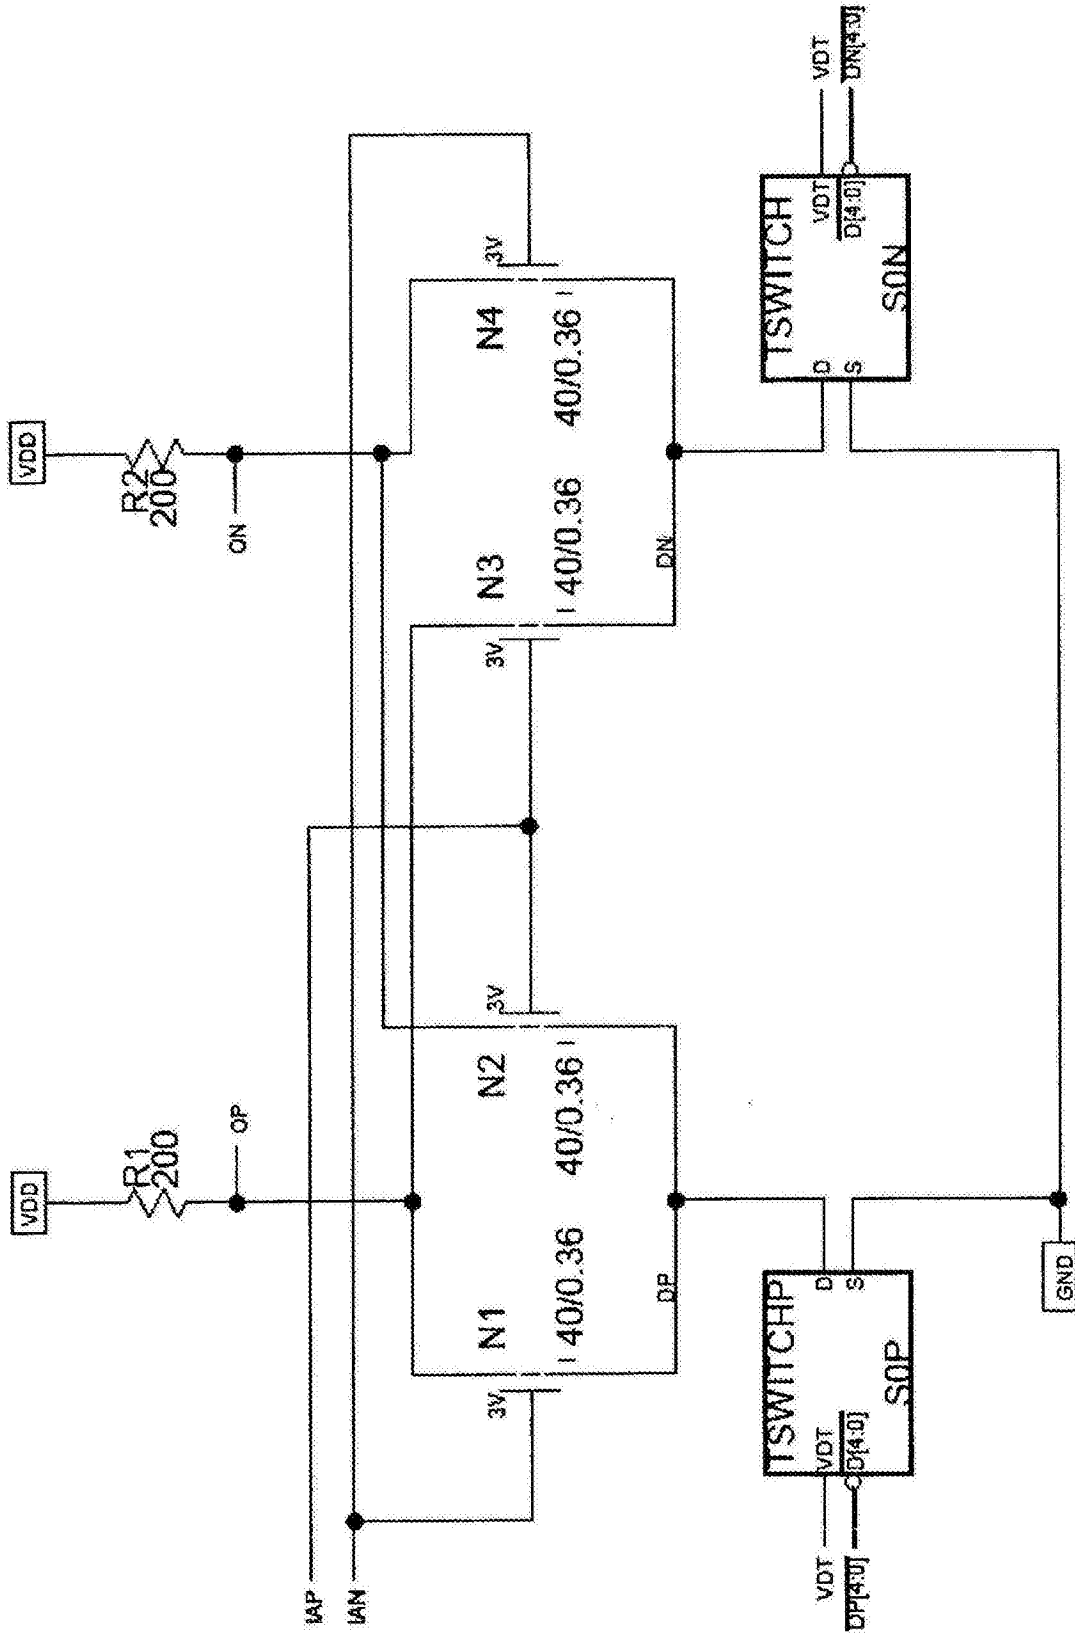 VDD
VDD
R1
200
R2
200
OP
ON
IAP
IAN
3V
N1
40/0.36
N2
40/0.36
3V
3V
N3
40/0.36
N4
40/0.36
3V
DP
DN
TSWITCHP
VDT
VDT
D
DP[4:0]
D[4:0]
S
S0P
TSWITCH
D
VDT
VDT
S
D[4:0]
DN[4:0]
S0N
GND